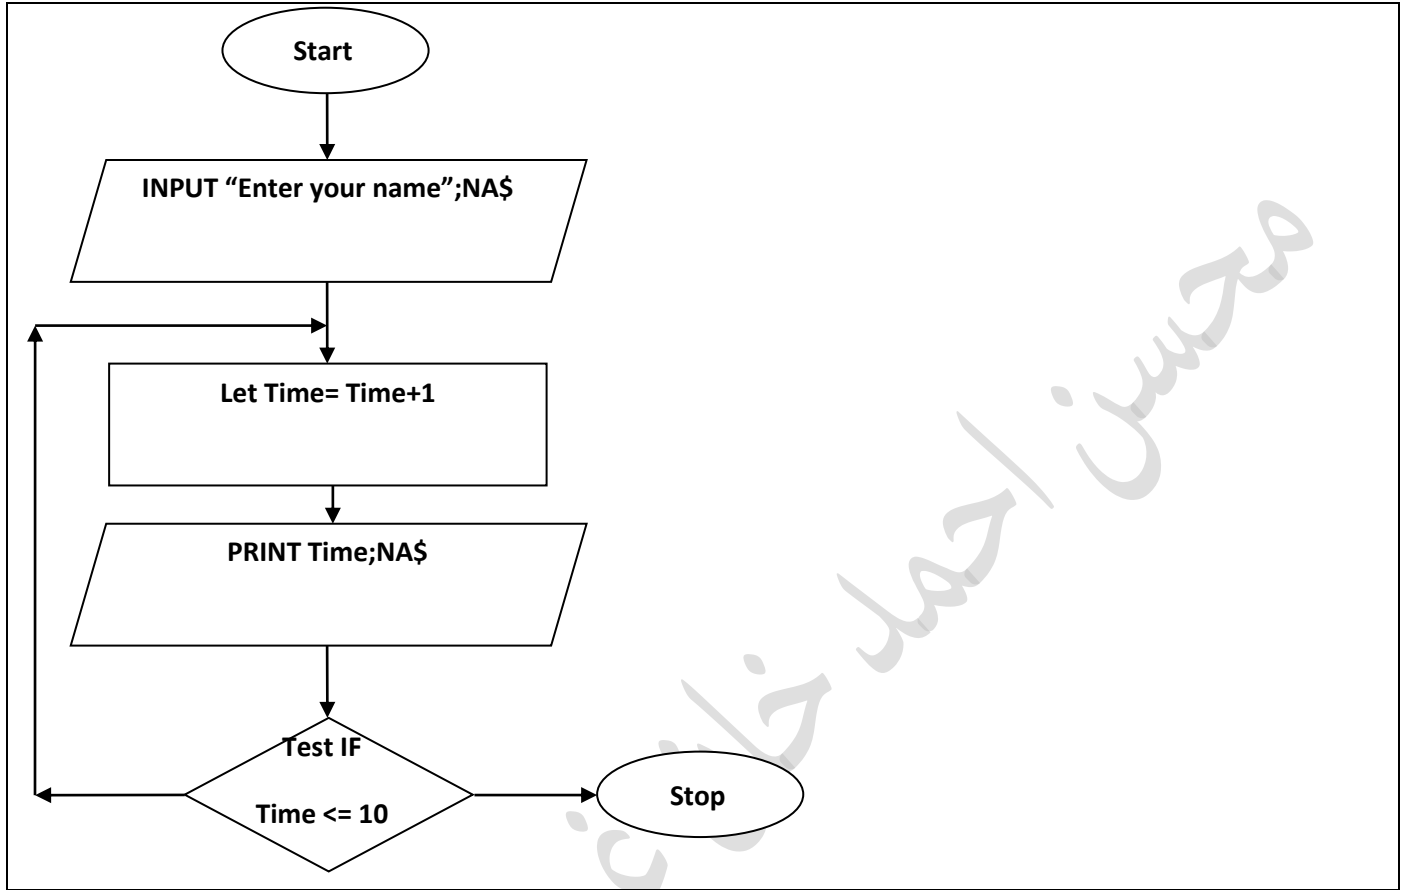 Start
INPUT “Enter your name”;NA$
Let Time= Time+1
PRINT Time;NA$
Test IF
Time <= 10
Stop
محسن احمد خان